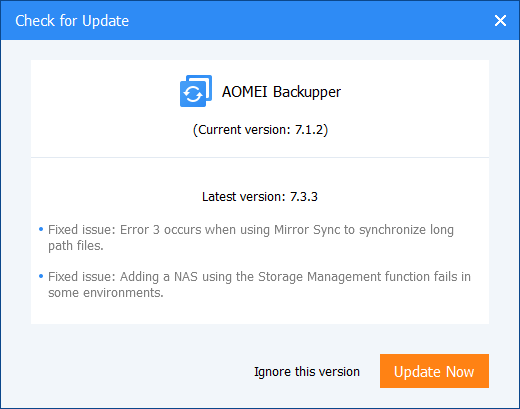 Check for Update
AOMEI Backupper
(Current version: 7.1.2)
Latest version: 7.3.3
• Fixed issue: Error 3 occurs when using Mirror Sync to synchronize long
path files.
• Fixed issue: Adding a NAS using the Storage Management function fails in
some environments.
Ignore this version
Update Now